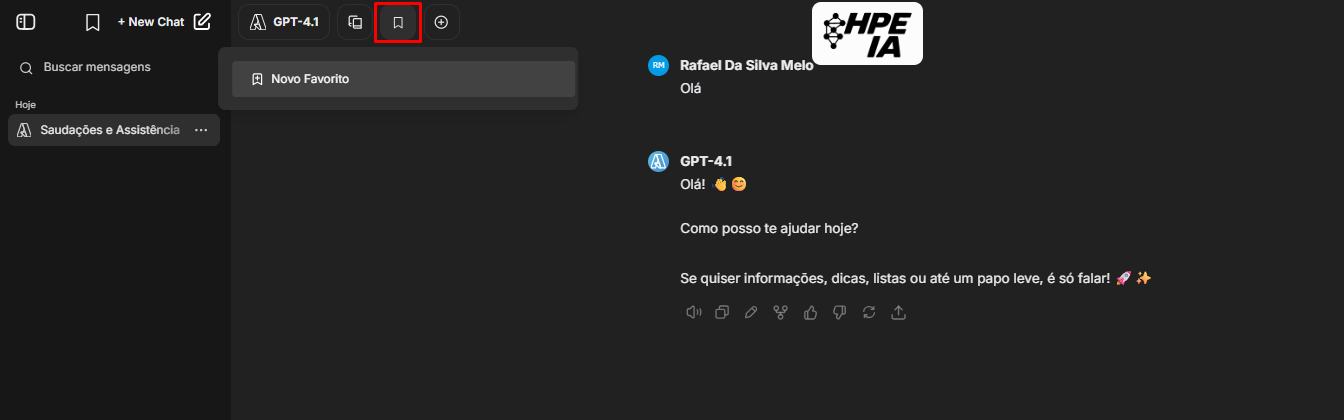 + New Chat
GPT-4.1
HPE
IA
Buscar mensagens
Novo Favorito
Hoje
Saudações e Assistência
RM
Rafael Da Silva Melo
Olá
GPT-4.1
Olá! 👋 😊
Como posso te ajudar hoje?
Se quiser informações, dicas, listas ou até um papo leve, é só falar! 🚀 ✨